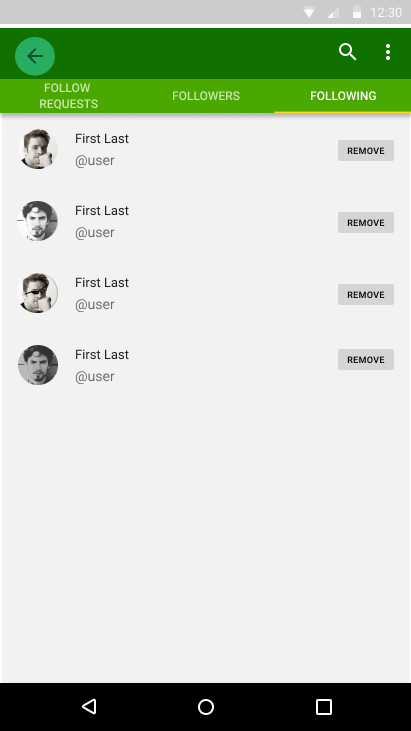 12:30
FOLLOW
REQUESTS
FOLLOWERS
FOLLOWING
First Last
@user
REMOVE
First Last
@user
REMOVE
First Last
@user
REMOVE
First Last
@user
REMOVE